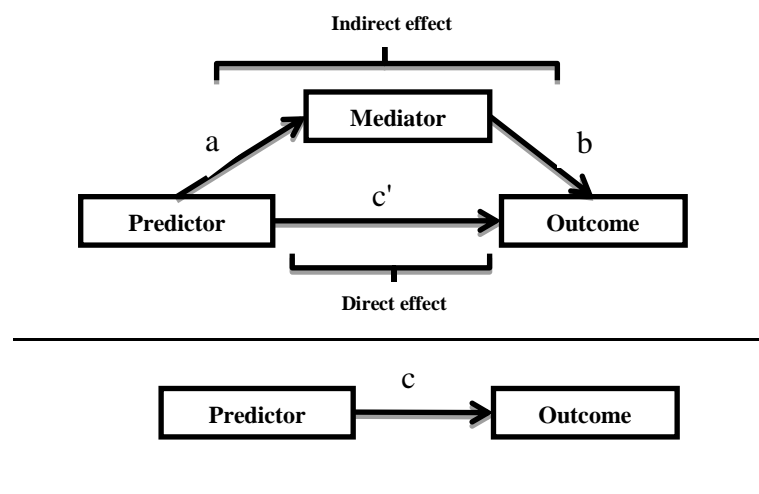 Indirect effect
Mediator
a
b
c'
Predictor
Outcome
Direct effect
c
Predictor
Outcome